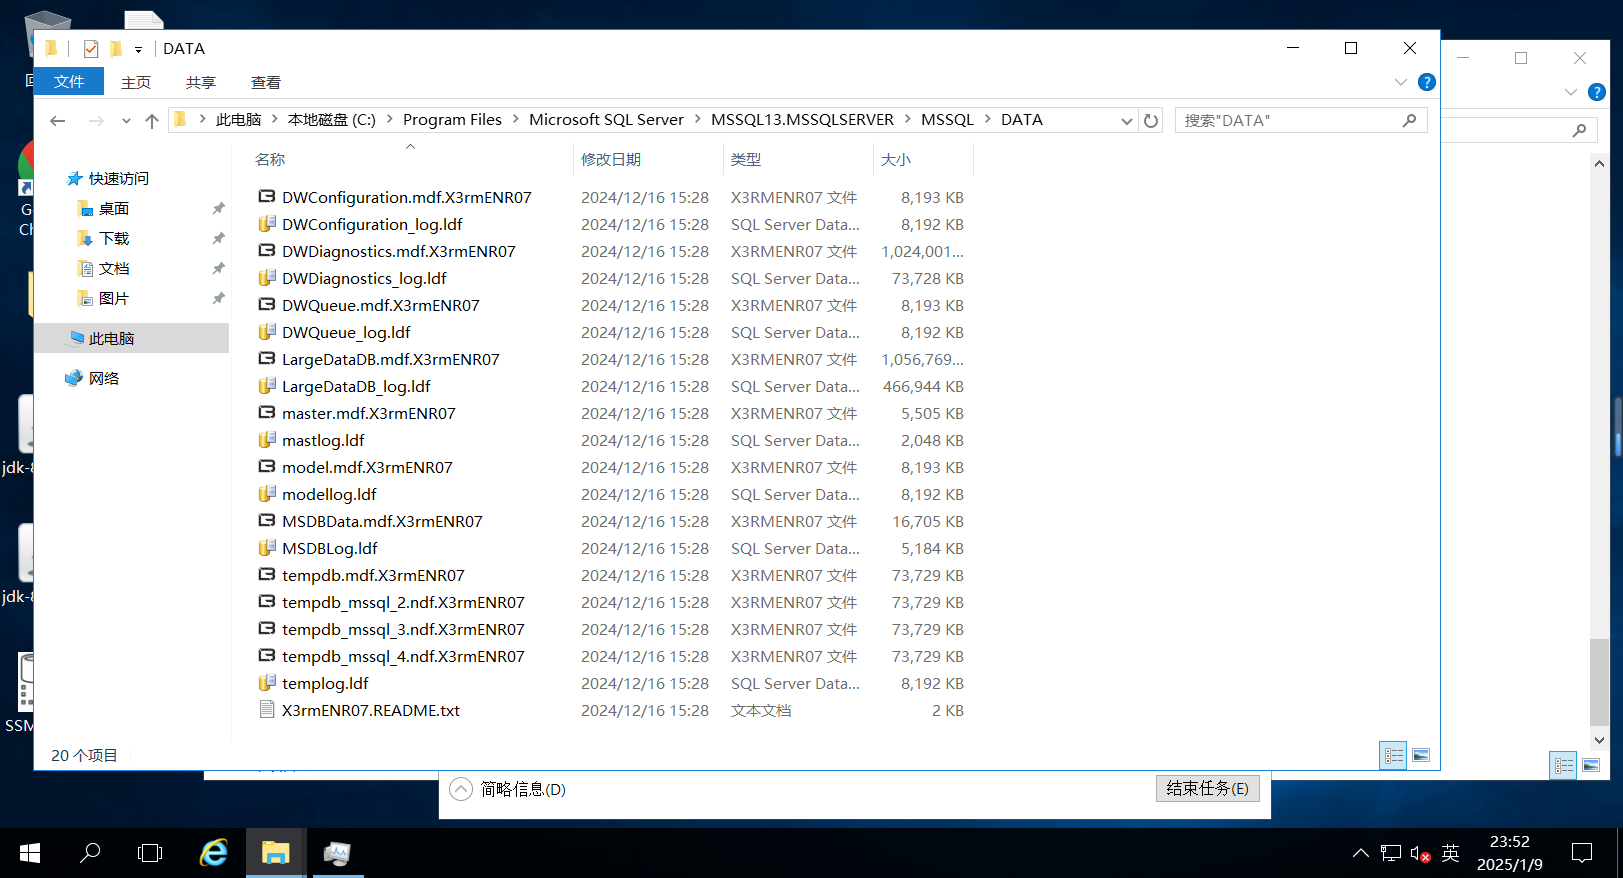 DATA
文件 主页 共享 查看
此电脑 本地磁盘 (C:) Program Files Microsoft SQL Server MSSQL13.MSSQLSERVER MSSQL DATA
搜索"DATA"
快速访问
桌面
下载
文档
图片
此电脑
网络
名称 修改日期 类型 大小
DWConfiguration.mdf.X3rmENR07 2024/12/16 15:28 X3RMENR07 文件 8,193 KB
DWConfiguration_log.ldf 2024/12/16 15:28 SQL Server Data... 8,192 KB
DWDiagnostics.mdf.X3rmENR07 2024/12/16 15:28 X3RMENR07 文件 1,024,001...
DWDiagnostics_log.ldf 2024/12/16 15:28 SQL Server Data... 73,728 KB
DWQueue.mdf.X3rmENR07 2024/12/16 15:28 X3RMENR07 文件 8,193 KB
DWQueue_log.ldf 2024/12/16 15:28 SQL Server Data... 8,192 KB
LargeDataDB.mdf.X3rmENR07 2024/12/16 15:28 X3RMENR07 文件 1,056,769...
LargeDataDB_log.ldf 2024/12/16 15:28 SQL Server Data... 466,944 KB
master.mdf.X3rmENR07 2024/12/16 15:28 X3RMENR07 文件 5,505 KB
mastlog.ldf 2024/12/16 15:28 SQL Server Data... 2,048 KB
model.mdf.X3rmENR07 2024/12/16 15:28 X3RMENR07 文件 8,193 KB
modellog.ldf 2024/12/16 15:28 SQL Server Data... 8,192 KB
MSDBData.mdf.X3rmENR07 2024/12/16 15:28 X3RMENR07 文件 16,705 KB
MSDBLog.ldf 2024/12/16 15:28 SQL Server Data... 5,184 KB
tempdb.mdf.X3rmENR07 2024/12/16 15:28 X3RMENR07 文件 73,729 KB
tempdb_mssql_2.ndf.X3rmENR07 2024/12/16 15:28 X3RMENR07 文件 73,729 KB
tempdb_mssql_3.ndf.X3rmENR07 2024/12/16 15:28 X3RMENR07 文件 73,729 KB
tempdb_mssql_4.ndf.X3rmENR07 2024/12/16 15:28 X3RMENR07 文件 73,729 KB
templog.ldf 2024/12/16 15:28 SQL Server Data... 8,192 KB
X3rmENR07.README.txt 2024/12/16 15:28 文本文档 2 KB
20 个项目
jdk-8
jdk-8
SSM
简略信息(D)
结束任务(E)
英
23:52
2025/1/9